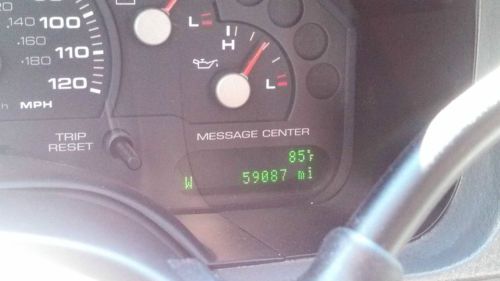 100
.140
L
.160
110
H
.180
120
L
MPH
TRIP
RESET
MESSAGE CENTER
85°F
W 59087 mi